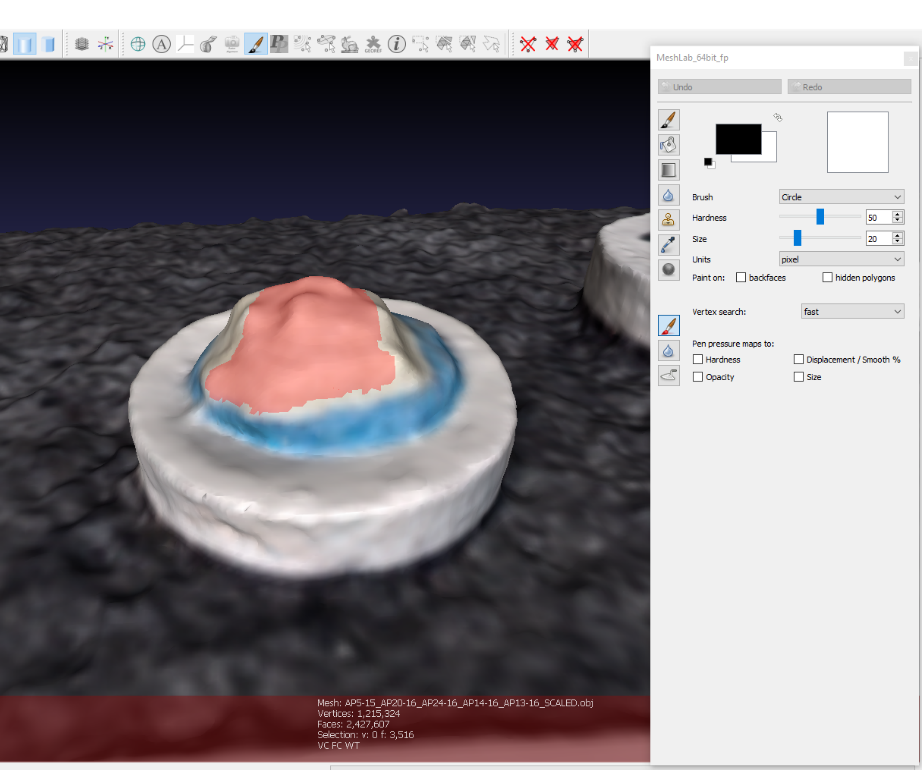 MeshLab_64bit_fp
Undo
Redo
Brush
Circle
Hardness
50
Size
20
Units
pixel
Paint on:
backfaces
hidden polygons
Vertex search:
fast
Pen pressure maps to:
Hardness
Displacement / Smooth %
Opacity
Size
Mesh: AP5-15_AP20-16_AP24-16_AP14-16_AP13-16_SCALED.obj
Vertices: 1,215,324
Faces: 2,427,607
Selection: v: 0 f: 3,516
VC FC WT